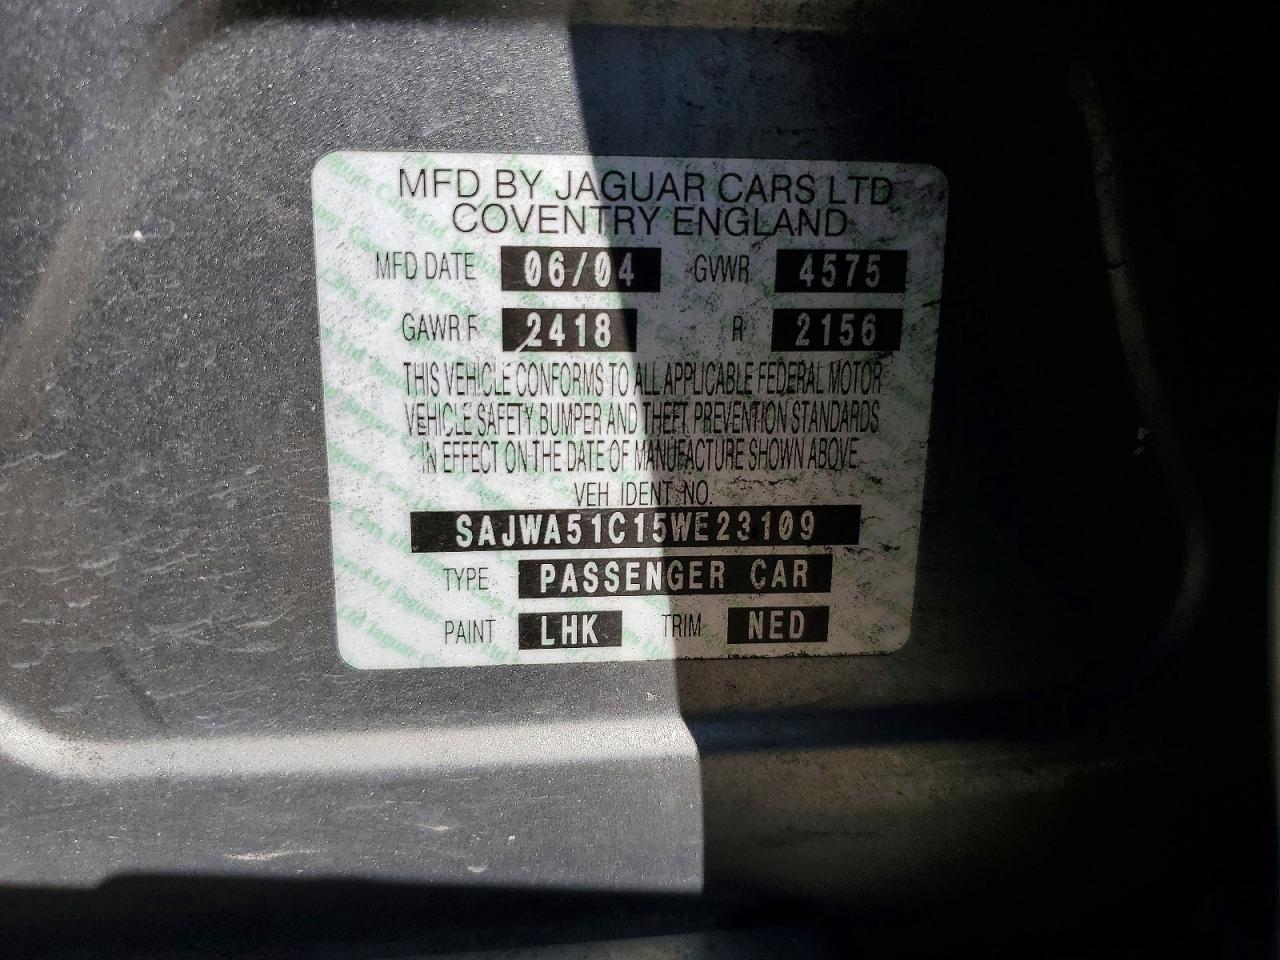 MFD BY JAGUAR CARS LTD
COVENTRY ENGLAND
MFD DATE 06/04 GVWR 4575
GAWR F 2418 R 2156
THIS VEHICLE CONFORMS TO ALL APPLICABLE FEDERAL MOTOR
VEHICLE SAFETY, BUMPER AND THEFT PREVENTION STANDARDS
IN EFFECT ON THE DATE OF MANUFACTURE SHOWN ABOVE.
VEH IDENT NO.
SAJWA51C15WE23109
TYPE PASSENGER CAR
PAINT LHK TRIM NED